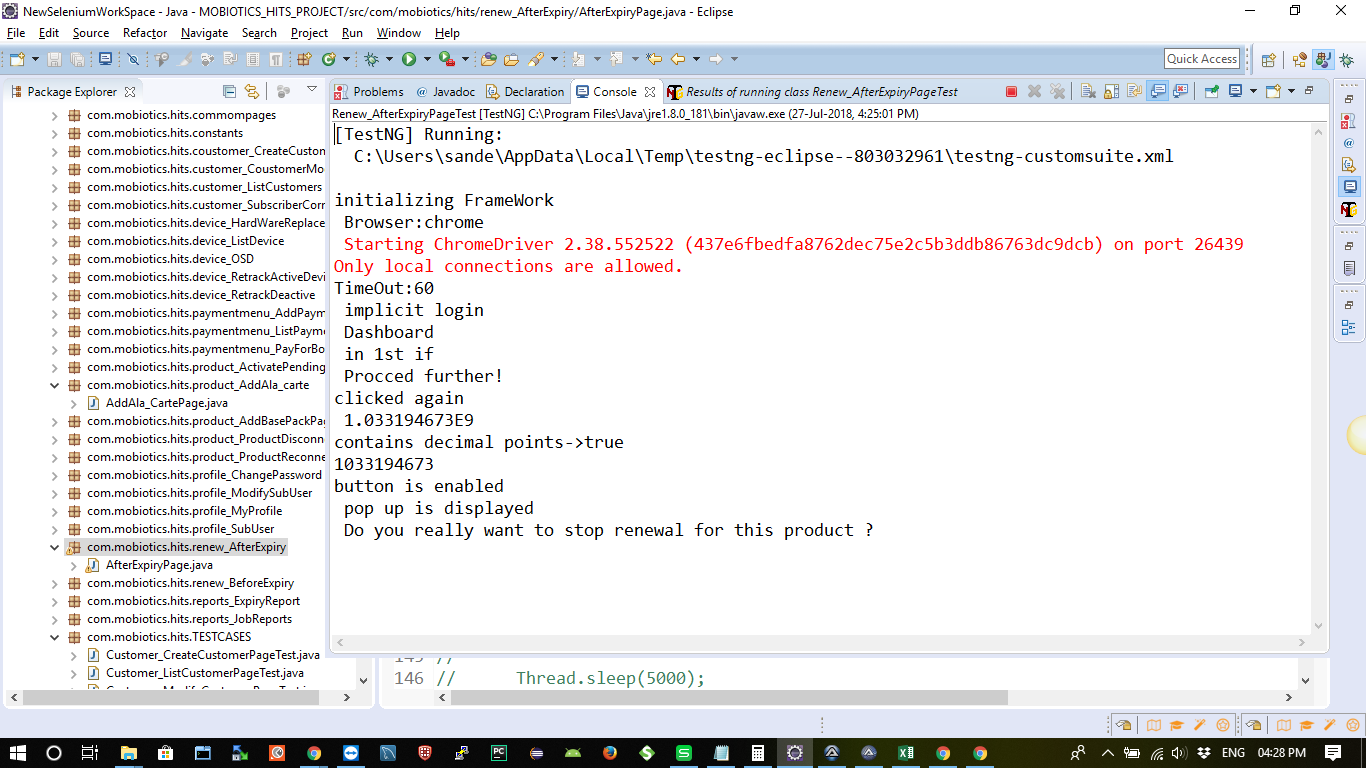 NewSeleniumWorkSpace - Java - MOBIOTICS_HITS_PROJECT/src/com/mobiotics/hits/renew_AfterExpiry/AfterExpiryPage.java - Eclipse
File Edit Source Refactor Navigate Search Project Run Window Help
Quick Access
Package Explorer
Problems @ Javadoc Declaration Console Results of running class Renew_AfterExpiryPageTest
Renew_AfterExpiryPageTest [TestNG] C:\Program Files\Java\jre1.8.0_181\bin\javaw.exe (27-Jul-2018, 4:25:01 PM)
com.mobiotics.hits.commompages
com.mobiotics.hits.constants
com.mobiotics.hits.coustomer_CreateCuston
com.mobiotics.hits.customer_CoustomerMo
com.mobiotics.hits.customer_ListCustomers
com.mobiotics.hits.customer_SubscriberCorr
com.mobiotics.hits.device_HardWareReplace
com.mobiotics.hits.device_ListDevice
com.mobiotics.hits.device_OSD
com.mobiotics.hits.device_RetrackActiveDevi
com.mobiotics.hits.device_RetrackDeactive
com.mobiotics.hits.paymentmenu_AddPaym
com.mobiotics.hits.paymentmenu_ListPayme
com.mobiotics.hits.paymentmenu_PayForBo
com.mobiotics.hits.product_ActivatePending
com.mobiotics.hits.product_AddAla_carte
AddAla_CartePage.java
com.mobiotics.hits.product_AddBasePackPag
com.mobiotics.hits.product_ProductDisconn
com.mobiotics.hits.product_ProductReconne
com.mobiotics.hits.profile_ChangePassword
com.mobiotics.hits.profile_ModifySubUser
com.mobiotics.hits.profile_MyProfile
com.mobiotics.hits.profile_SubUser
com.mobiotics.hits.renew_AfterExpiry
AfterExpiryPage.java
com.mobiotics.hits.renew_BeforeExpiry
com.mobiotics.hits.reports_ExpiryReport
com.mobiotics.hits.reports_JobReports
com.mobiotics.hits.TESTCASES
Customer_CreateCustomerPageTest.java
Customer_ListCustomerPageTest.java
[TestNG] Running:
C:\Users\sande\AppData\Local\Temp\testng-eclipse--803032961\testng-customsuite.xml
initializing FrameWork
Browser:chrome
Starting ChromeDriver 2.38.552522 (437e6fbedfa8762dec75e2c5b3ddb86763dc9dcb) on port 26439
Only local connections are allowed.
TimeOut:60
implicit login
Dashboard
in 1st if
Procced further!
clicked again
1.033194673E9
contains decimal points->true
1033194673
button is enabled
pop up is displayed
Do you really want to stop renewal for this product ?
145 //
146 // Thread.sleep(5000);
ENG 04:28 PM